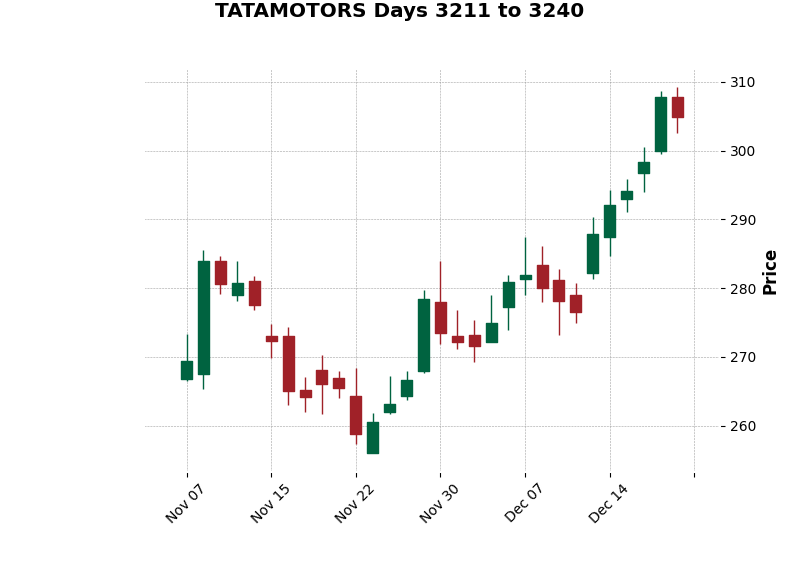 TATAMOTORS Days 3211 to 3240
310
300
290
280
270
260
Price
Nov 07
Nov 15
Nov 22
Nov 30
Dec 07
Dec 14